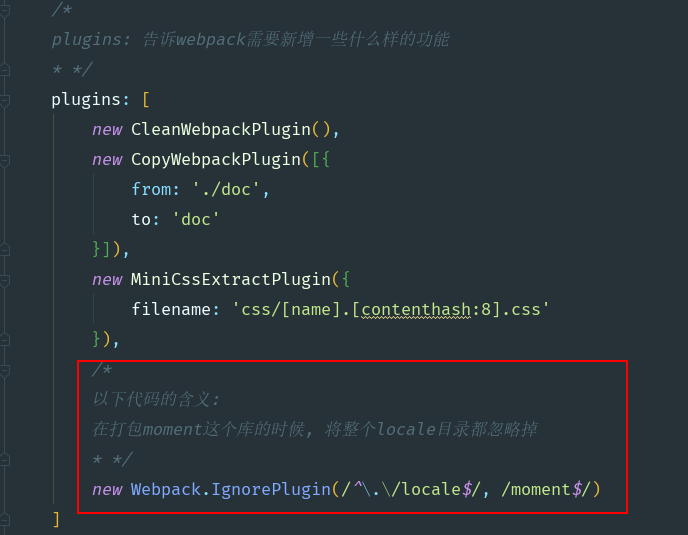 /*
plugins: 告诉webpack需要新增一些什么样的功能
* */
plugins: [
new CleanWebpackPlugin(),
new CopyWebpackPlugin([{
from: './doc',
to: 'doc'
}]),
new MiniCssExtractPlugin({
filename: 'css/[name].[contenthash:8].css'
}),
/*
以下代码的含义:
在打包moment这个库的时候, 将整个locale目录都忽略掉
* */
new Webpack.IgnorePlugin(/^\.\/locale$/, /moment$/)
]